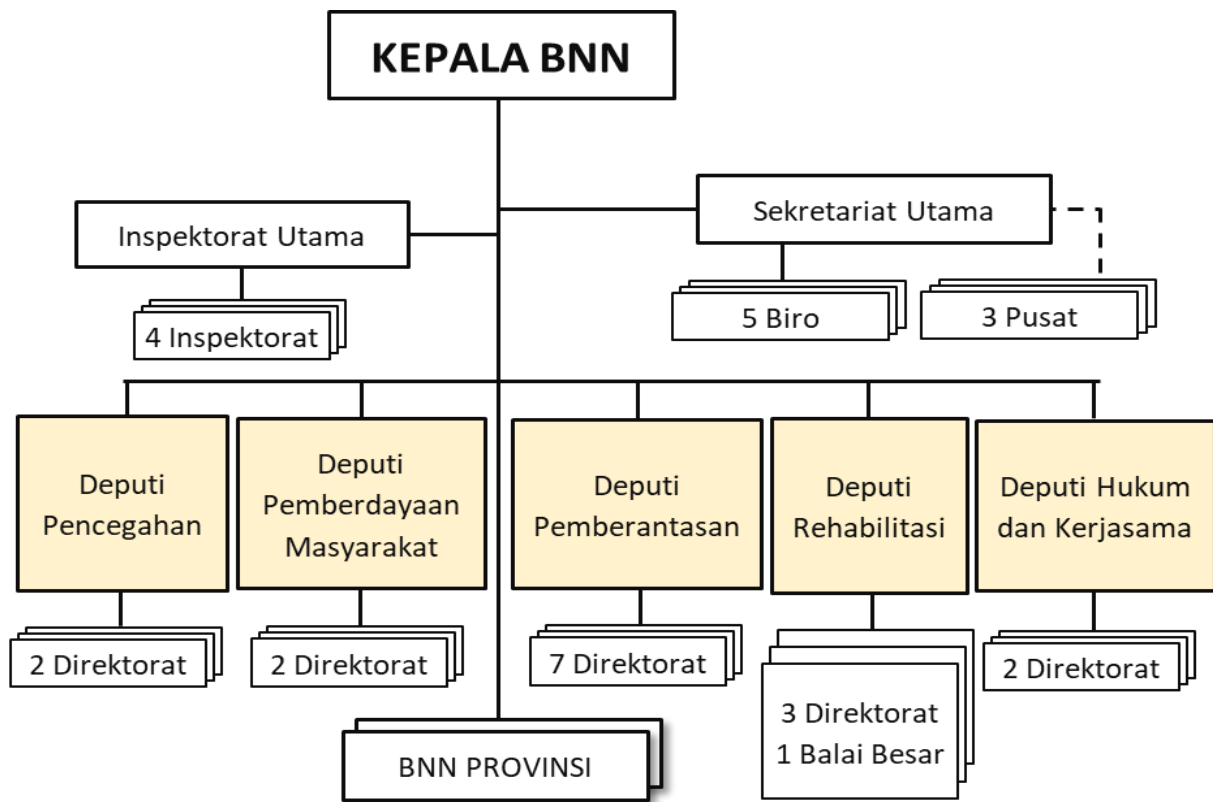 KEPALA BNN
Sekretariat Utama
Inspektorat Utama
5 Biro
3 Pusat
4 Inspektorat
Deputi
Pencegahan
Deputi
Pemberdayaan
Masyarakat
Deputi
Pemberantasan
Deputi
Rehabilitasi
Deputi Hukum
dan Kerjasama
2 Direktorat
2 Direktorat
7 Direktorat
3 Direktorat
1 Balai Besar
2 Direktorat
BNN PROVINSI